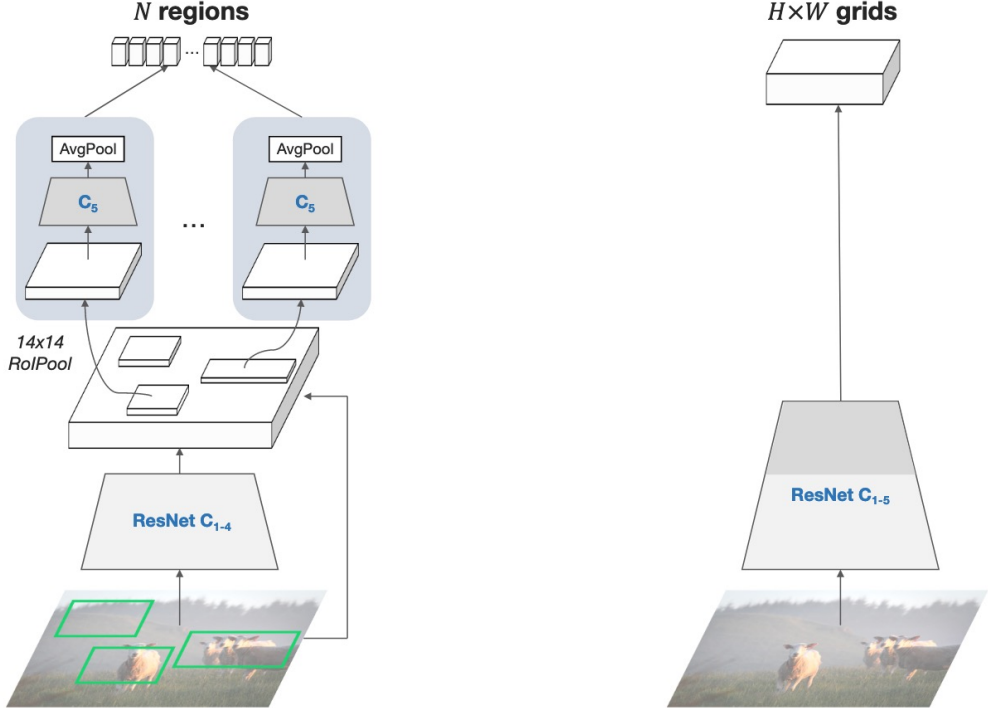 N regions
H×W grids
...
AvgPool
AvgPool
C₅
C₅
...
14x14
RoIPool
ResNet C₁₋₄
ResNet C₁₋₅